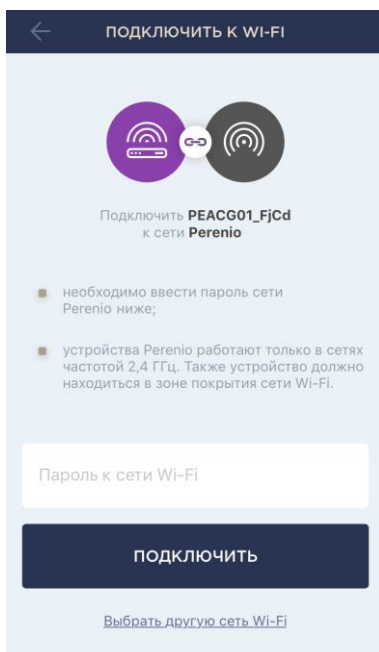 ПОДКЛЮЧИТЬ К WI-FI
Подключить PEACG01_FjCd
к сети Perenio
необходимо ввести пароль сети
Perenio ниже;
устройства Perenio работают только в сетях
частотой 2,4 ГГц. Также устройство должно
находиться в зоне покрытия сети Wi-Fi.
Пароль к сети Wi-Fi
ПОДКЛЮЧИТЬ
Выбрать другую сеть Wi-Fi